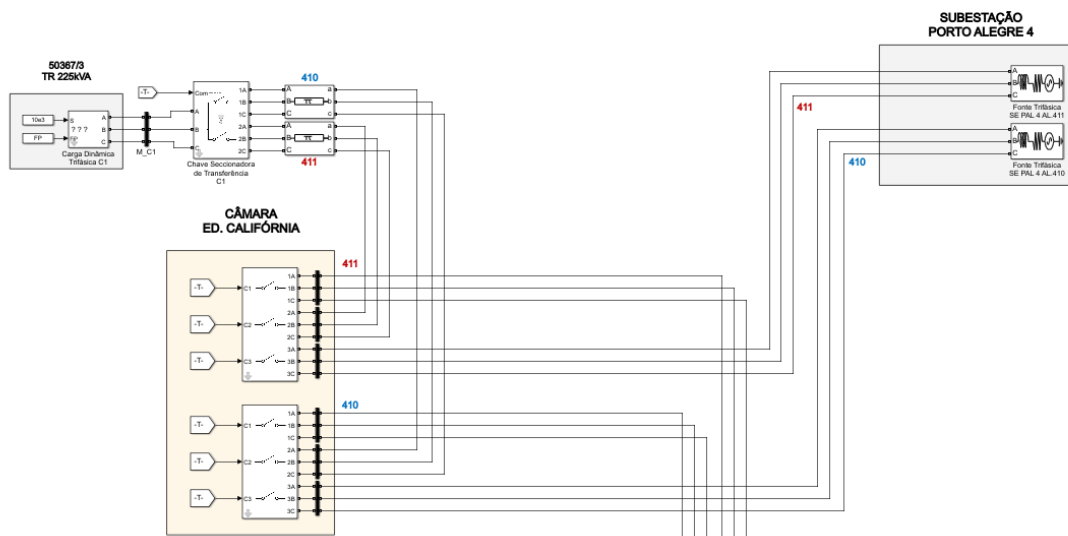 SUBESTAÇÃO
PORTO ALEGRE 4
50367/3
TR 225kVA
10e3
FP
S
? ? ?
FP
A
B
C
Carga Dinâmica
Trifásica C1
M_C1
-T-
Com
A
B
C
1A
1B
1C
2A
2B
2C
Chave Seccionadora
de Transferência
C1
410
A
B
C
a
b
c
A
B
C
a
b
c
411
A
B
C
Fonte Trifásica
SE PAL 4 AL.411
411
A
B
C
Fonte Trifásica
SE PAL 4 AL.410
410
CÂMARA
ED. CALIFÓRNIA
411
-T-
-T-
-T-
C1
C2
C3
1A
1B
1C
2A
2B
2C
3A
3B
3C
410
-T-
-T-
-T-
C1
C2
C3
1A
1B
1C
2A
2B
2C
3A
3B
3C